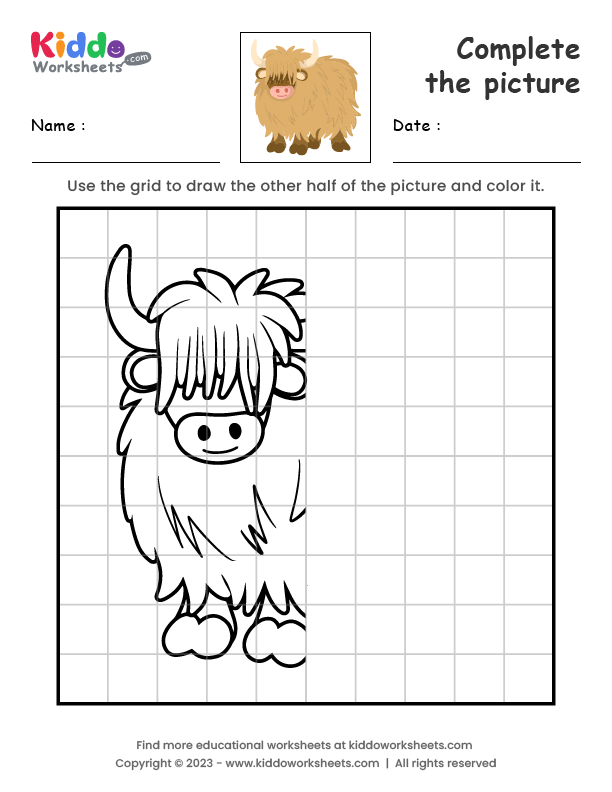 Kiddo
Worksheets.com
Complete
the picture
Name :
Date :
Use the grid to draw the other half of the picture and color it.
Find more educational worksheets at kiddoworksheets.com
Copyright © 2023 - www.kiddoworksheets.com | All rights reserved